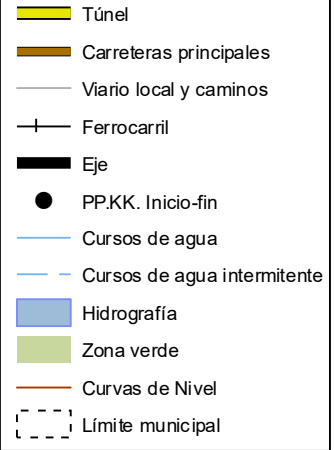 Túnel
Carreteras principales
Viario local y caminos
Ferrocarril
Eje
PP.KK. Inicio-fin
Cursos de agua
Cursos de agua intermitente
Hidrografía
Zona verde
Curvas de Nivel
Límite municipal